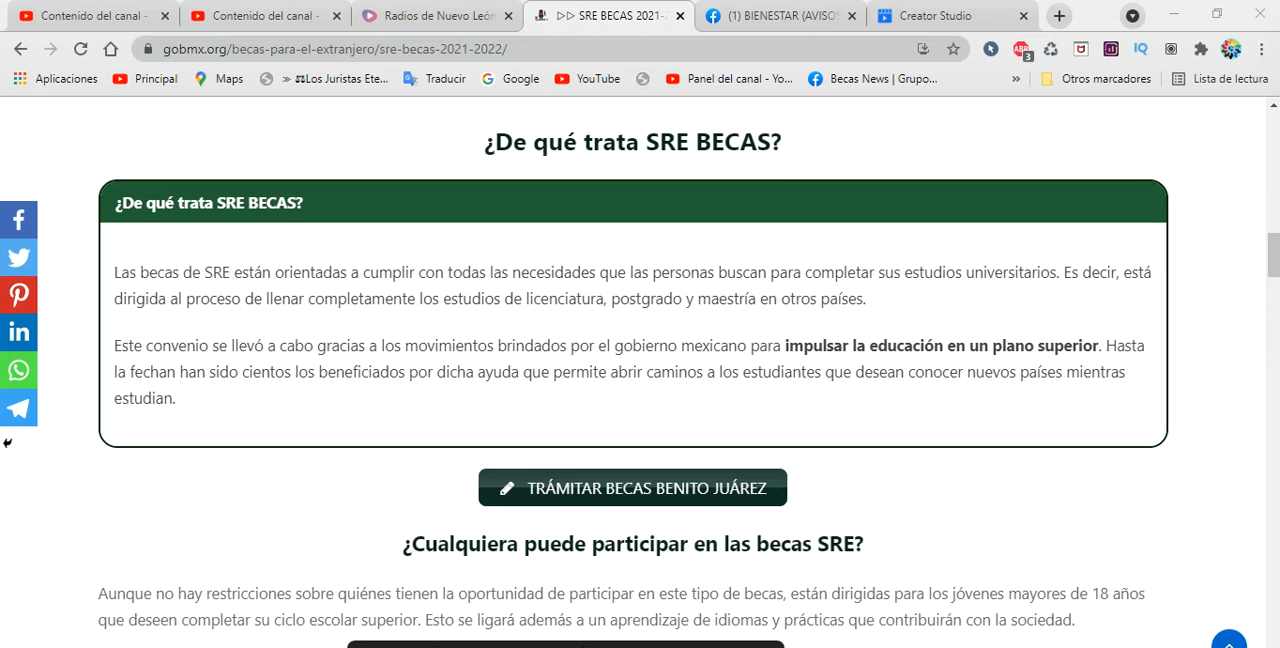 Contenido del canal -
Contenido del canal -
Radios de Nuevo León
▷▷ SRE BECAS 2021-
(1) BIENESTAR (AVISOS
Creator Studio
gobmx.org/becas-para-el-extranjero/sre-becas-2021-2022/
ABP
3
IQ
Aplicaciones
Principal
Maps
» ⚖Los Juristas Ete...
Traducir
Google
YouTube
Panel del canal - Yo...
Becas News | Grupo...
»
Otros marcadores
Lista de lectura
¿De qué trata SRE BECAS?
¿De qué trata SRE BECAS?
Las becas de SRE están orientadas a cumplir con todas las necesidades que las personas buscan para completar sus estudios universitarios. Es decir, está
dirigida al proceso de llenar completamente los estudios de licenciatura, postgrado y maestría en otros países.
Este convenio se llevó a cabo gracias a los movimientos brindados por el gobierno mexicano para impulsar la educación en un plano superior. Hasta
la fechan han sido cientos los beneficiados por dicha ayuda que permite abrir caminos a los estudiantes que desean conocer nuevos países mientras
estudian.
TRÁMITAR BECAS BENITO JUÁREZ
¿Cualquiera puede participar en las becas SRE?
Aunque no hay restricciones sobre quiénes tienen la oportunidad de participar en este tipo de becas, están dirigidas para los jóvenes mayores de 18 años
que deseen completar su ciclo escolar superior. Esto se ligará además a un aprendizaje de idiomas y prácticas que contribuirán con la sociedad.